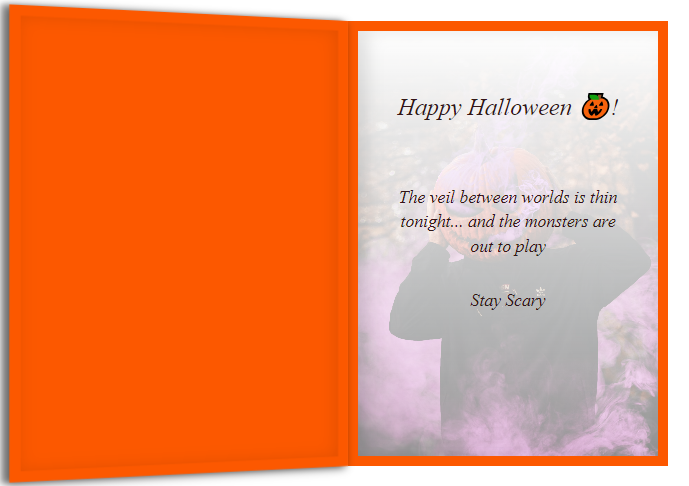 Happy Halloween 🎃!
The veil between worlds is thin
tonight... and the monsters are
out to play
Stay Scary